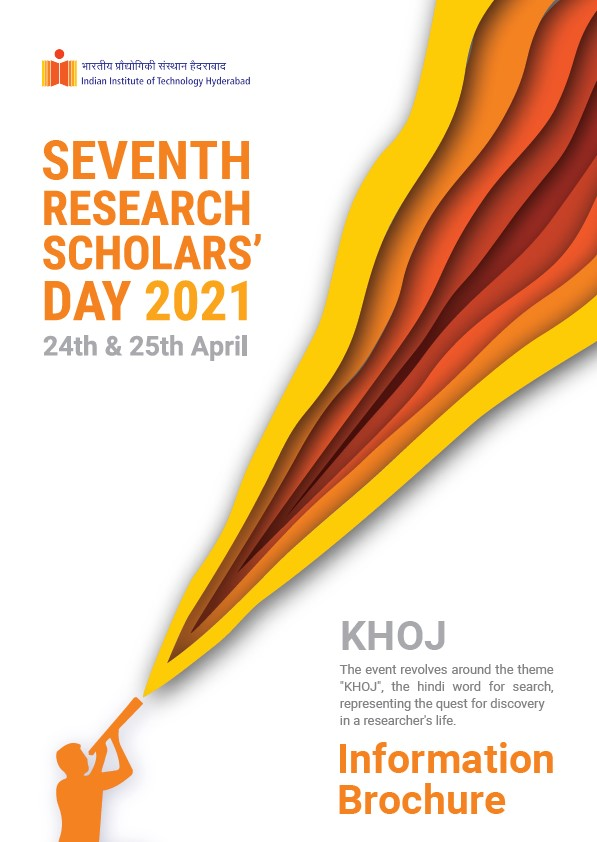 भारतीय प्रौद्योगिकी संस्थान हैदराबाद
Indian Institute of Technology Hyderabad
SEVENTH
RESEARCH
SCHOLARS’
DAY 2021
24th & 25th April
KHOJ
The event revolves around the theme
"KHOJ", the hindi word for search,
representing the quest for discovery
in a researcher's life.
Information
Brochure